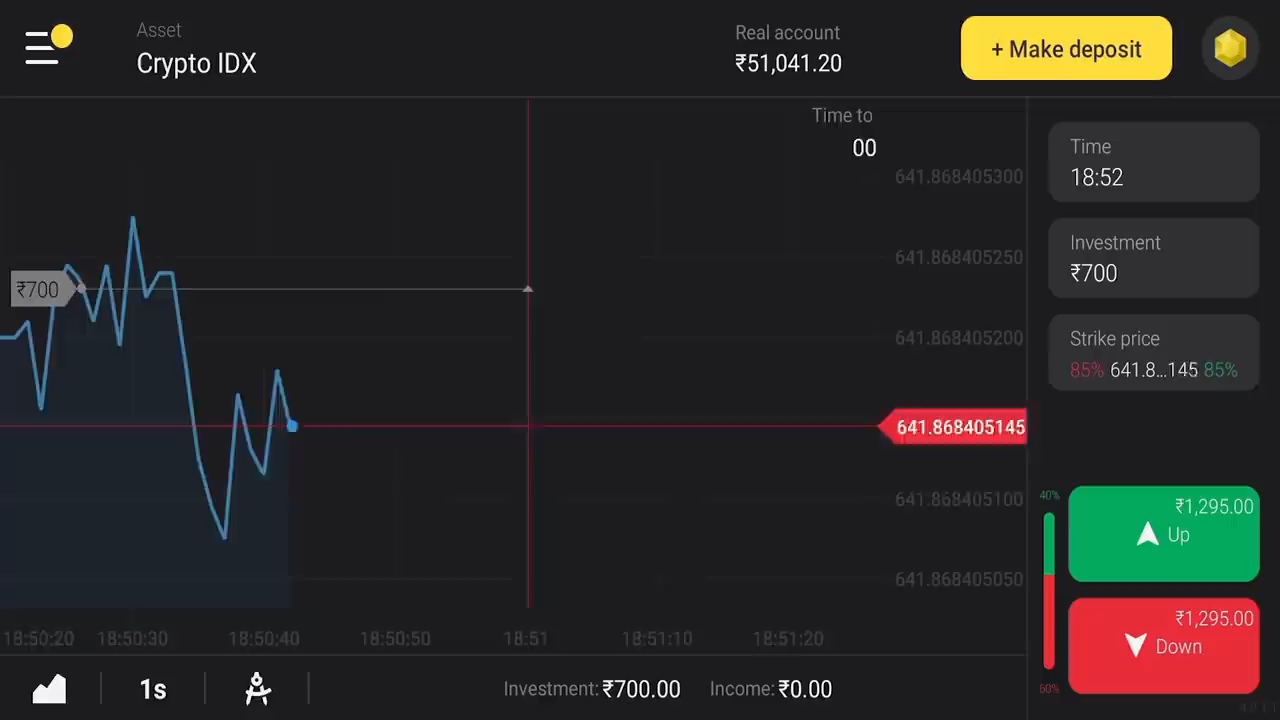 Asset
Crypto IDX
Real account
₹51,041.20
+ Make deposit
Time to
00
641.868405300
641.868405250
641.868405200
641.868405145
641.868405100
641.868405050
₹700
18:50:20 18:50:30 18:50:40 18:50:50 18:51 18:51:10 18:51:20
1s
Investment: ₹700.00 Income: ₹0.00
Time
18:52
Investment
₹700
Strike price
85% 641.8...145 85%
40%
₹1,295.00
Up
₹1,295.00
Down
60%